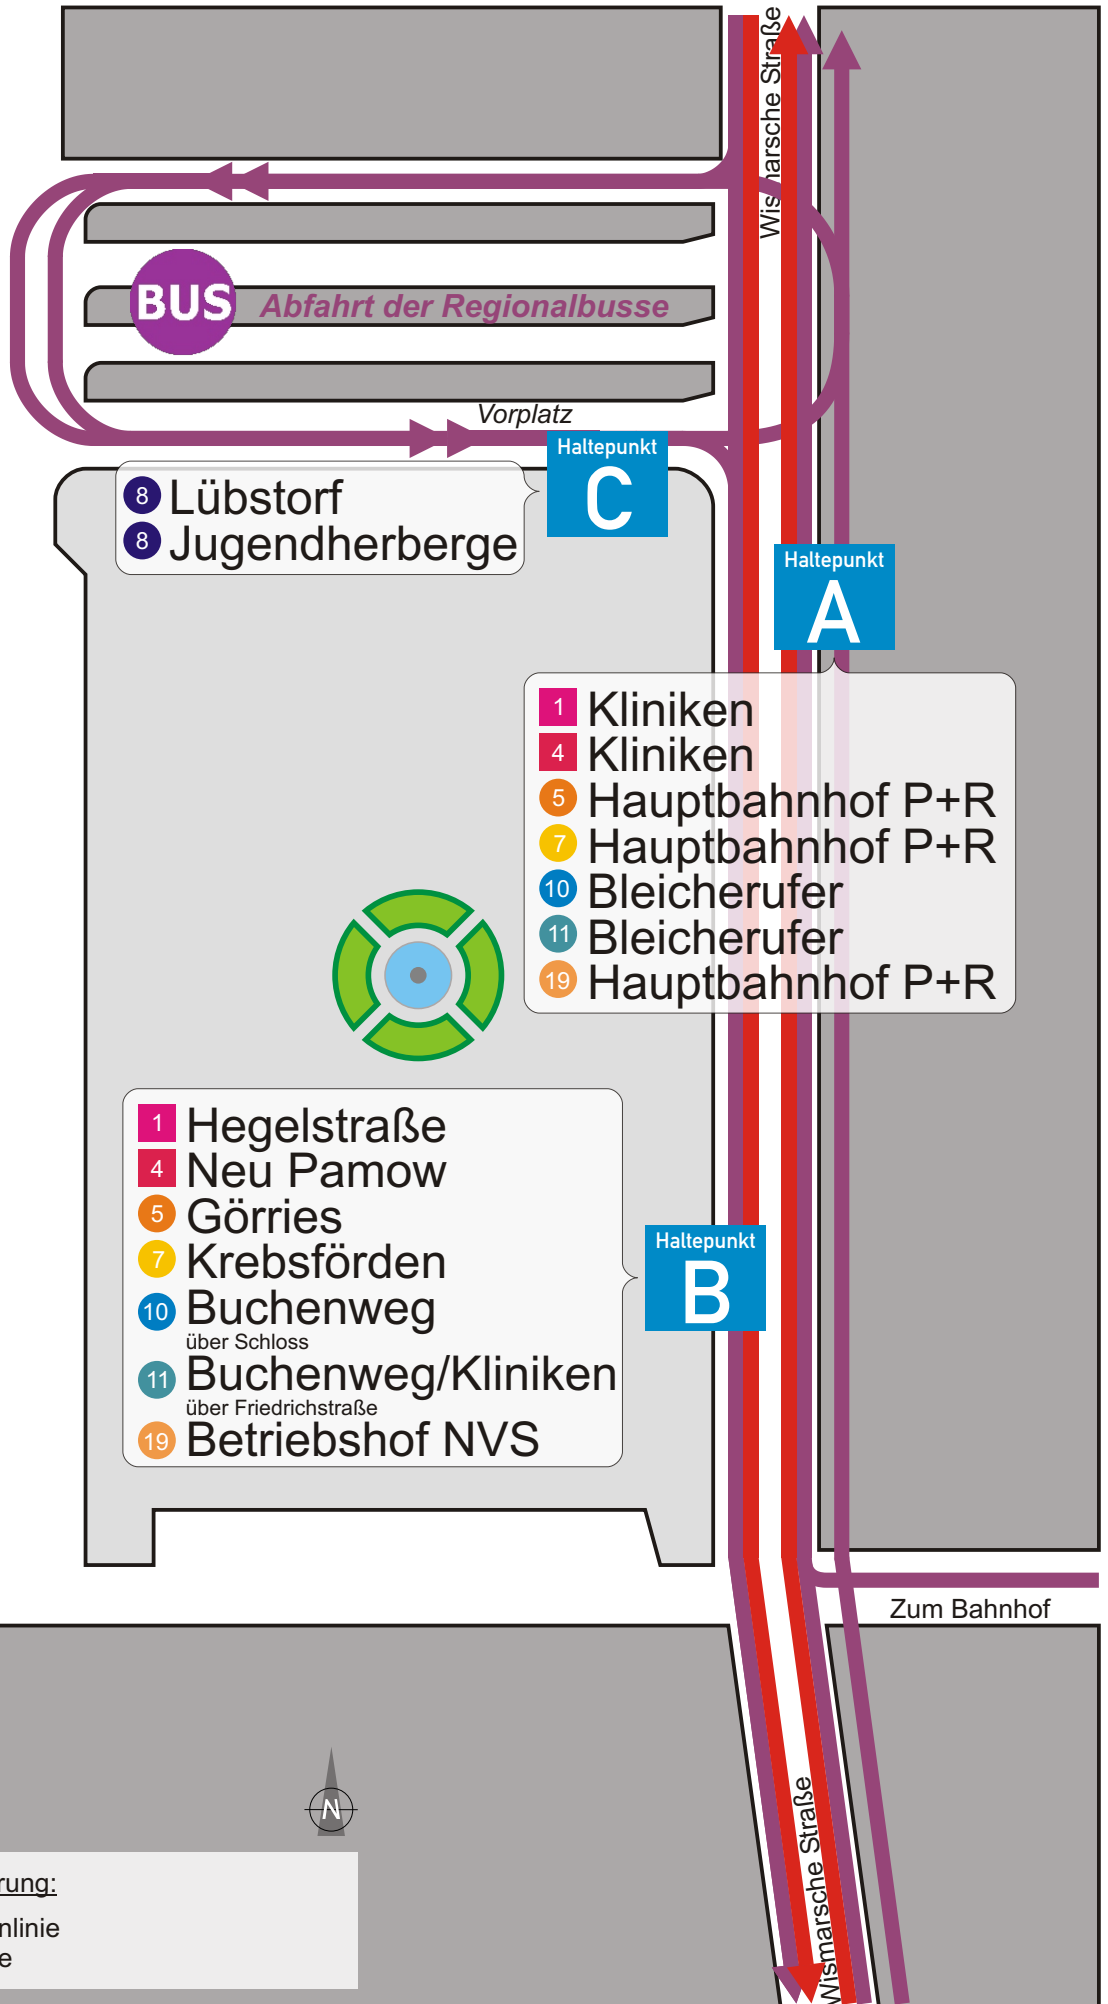 Wismarsche Straße
BUS
Abfahrt der Regionalbusse
Vorplatz
Haltepunkt
C
8 Lübstorf
8 Jugendherberge
Haltepunkt
A
1 Kliniken
4 Kliniken
5 Hauptbahnhof P+R
7 Hauptbahnhof P+R
10 Bleicherufer
11 Bleicherufer
19 Hauptbahnhof P+R
1 Hegelstraße
4 Neu Pamow
5 Görries
7 Krebsförden
10 Buchenweg
über Schloss
11 Buchenweg/Kliniken
über Friedrichstraße
19 Betriebshof NVS
Haltepunkt
B
Zum Bahnhof
Wismarsche Straße
N
rung:
nlinie
e